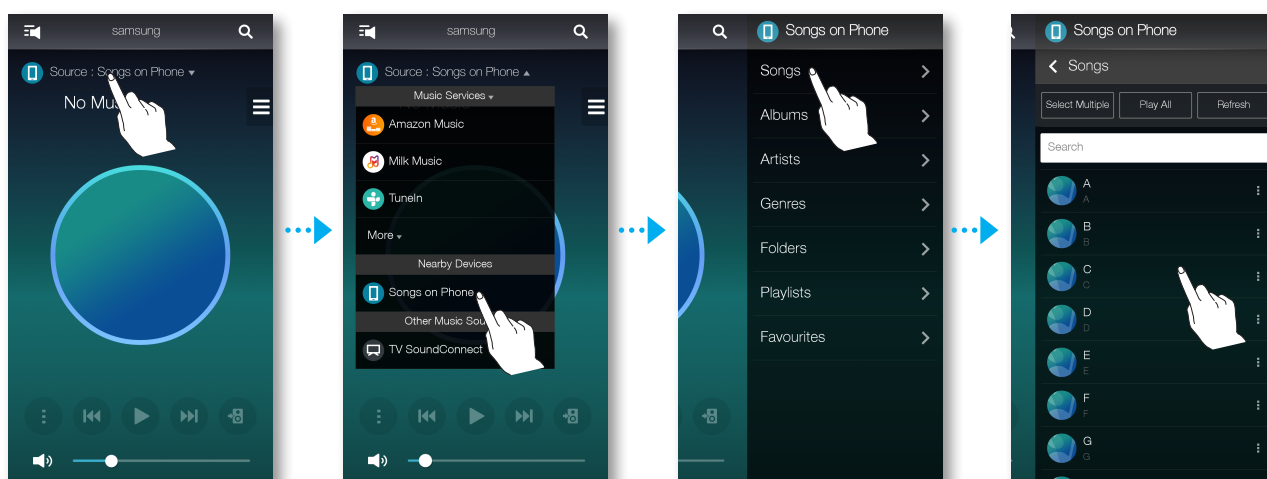 samsung
Source : Songs on Phone
No Mu
samsung
Source : Songs on Phone
Music Services
Amazon Music
Milk Music
TuneIn
More
Nearby Devices
Songs on Phone
Other Music Sou
TV SoundConnect
Songs on Phone
Songs
Albums
Artists
Genres
Folders
Playlists
Favourites
Songs on Phone
Songs
Select Multiple Play All Refresh
Search
A
A
B
B
C
C
D
D
E
E
F
F
G
G